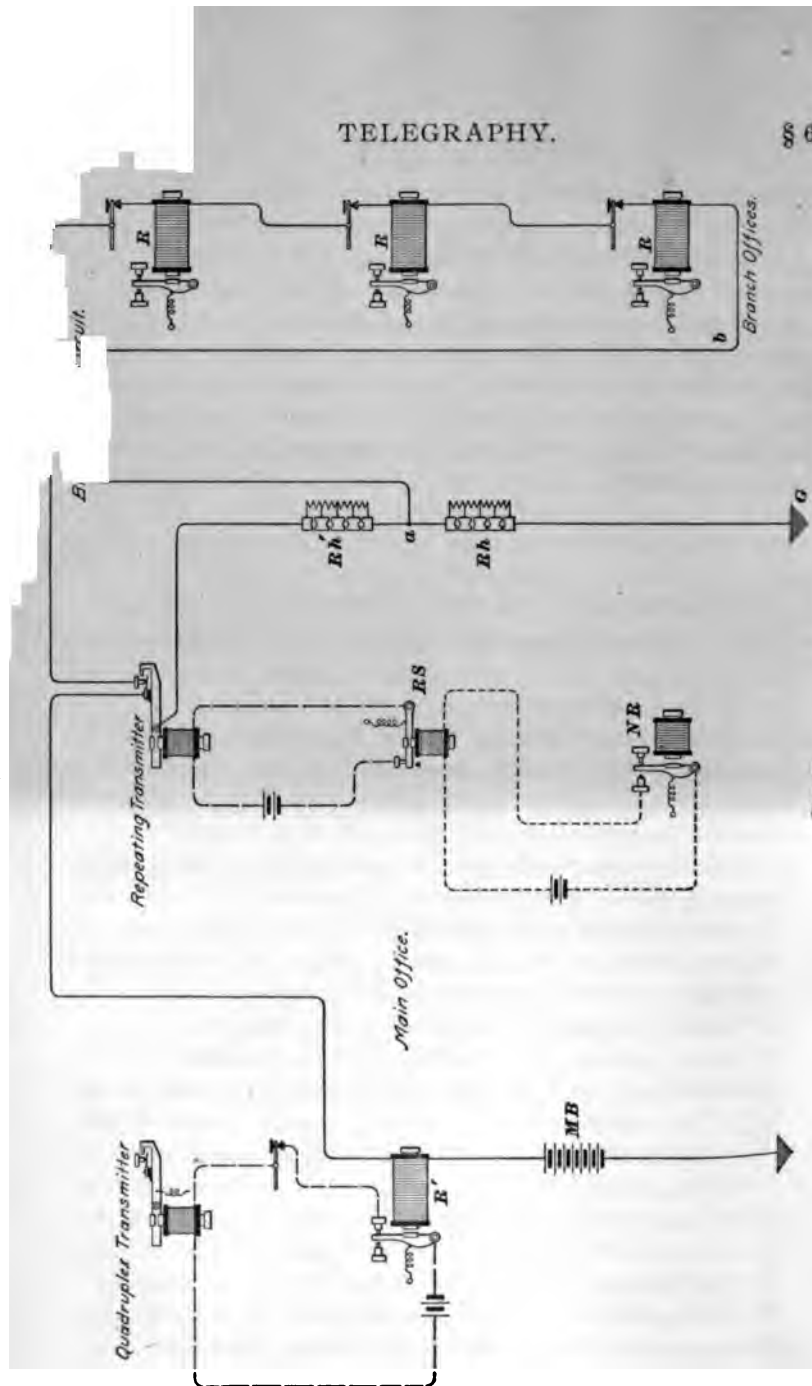 TELEGRAPHY.
§ 6
R
R
R
Branch Offices.
b
Rh'
a
Rh
G
Repeating Transmitter
RS
NR
Main Office.
Quadruplex Transmitter
R'
MB